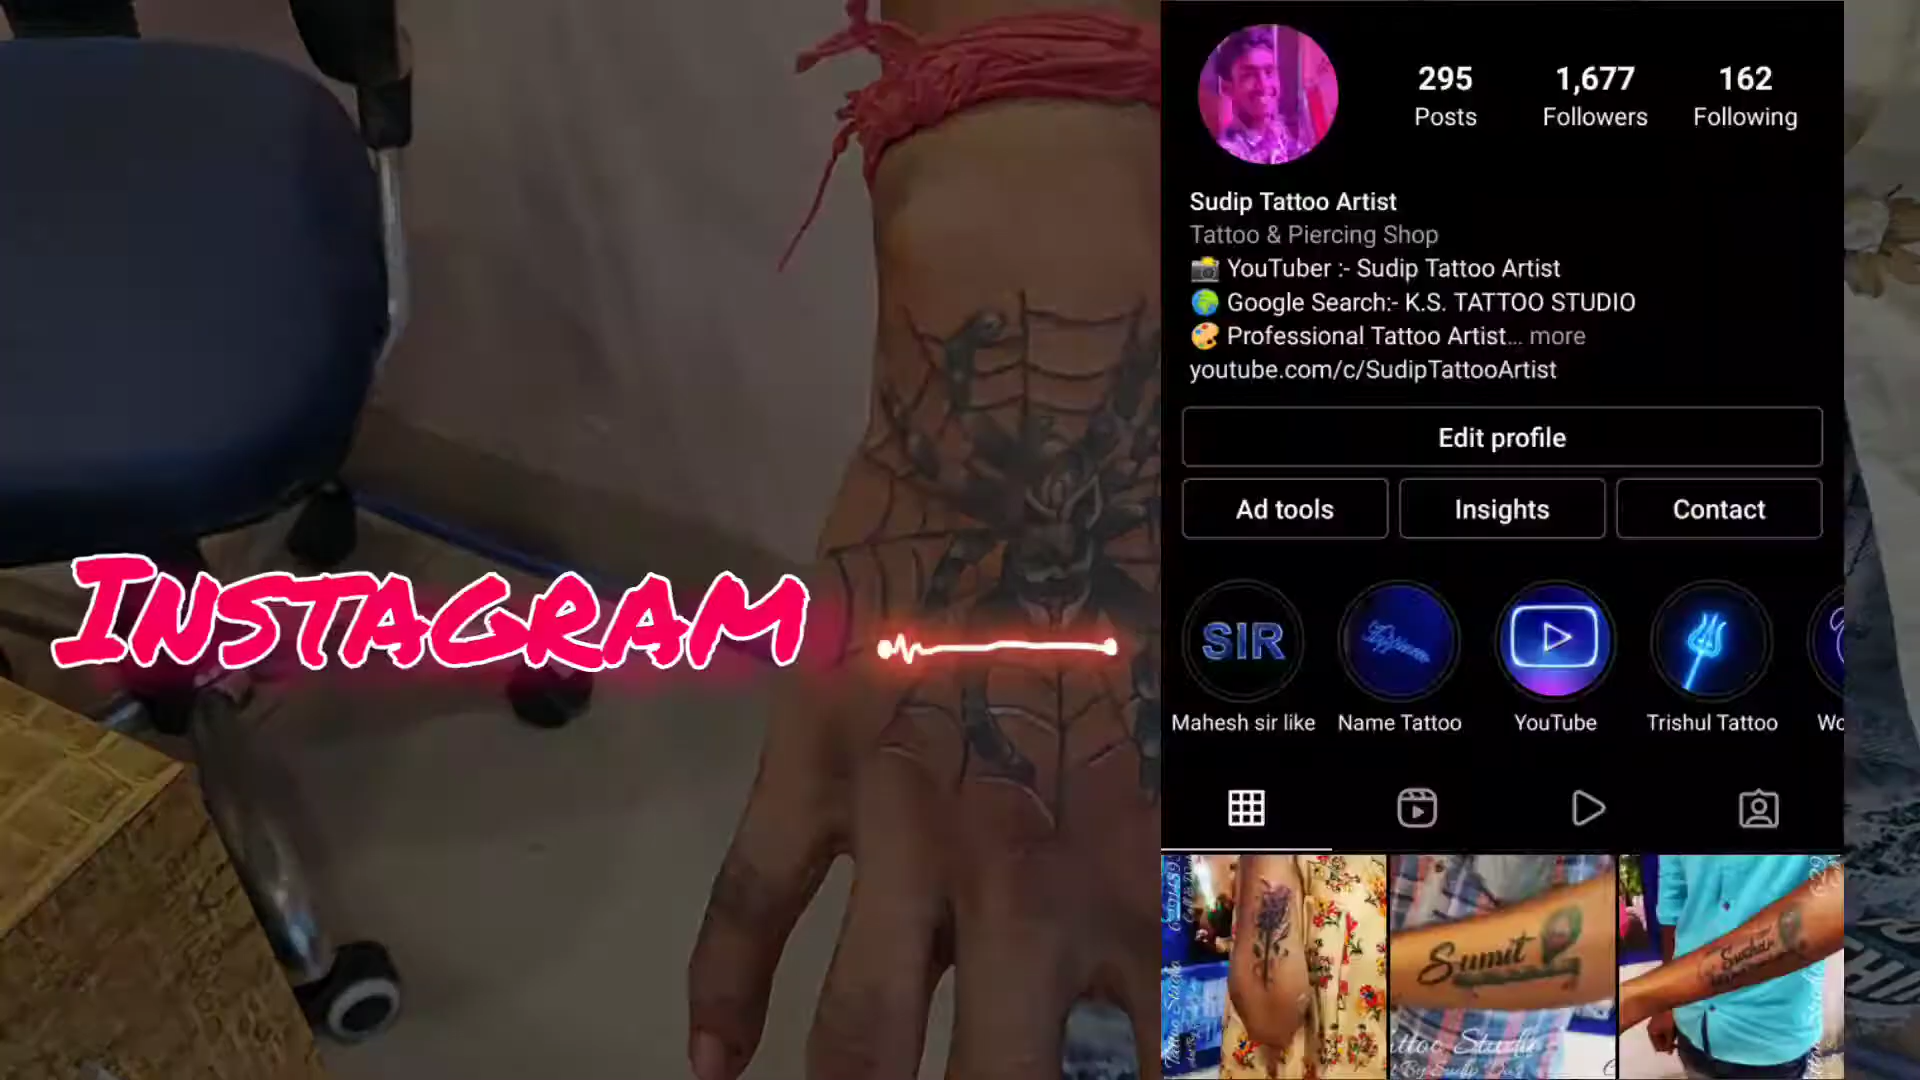 295
Posts
1,677
Followers
162
Following
Sudip Tattoo Artist
Tattoo & Piercing Shop
YouTuber :- Sudip Tattoo Artist
Google Search:- K.S. TATTOO STUDIO
Professional Tattoo Artist... more
youtube.com/c/SudipTattooArtist
Edit profile
Ad tools
Insights
Contact
INSTAGRAM
SIR
Mahesh sir like
Name Tattoo
YouTube
Trishul Tattoo
Sumit
Tattoo Studio